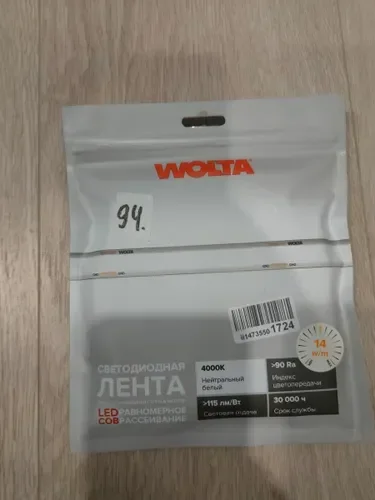 WOLTA
94.
1724
14
СВЕТОДИОДНАЯ
ЛЕНТА
LED РАВНОМЕРНОЕ
COB РАССЕИВАНИЕ
4000K
Нейтральный
белый
>90 Ra
Индекс
цветопередачи
>115 лм/Вт
Световая отдача
30 000 ч
Срок службы